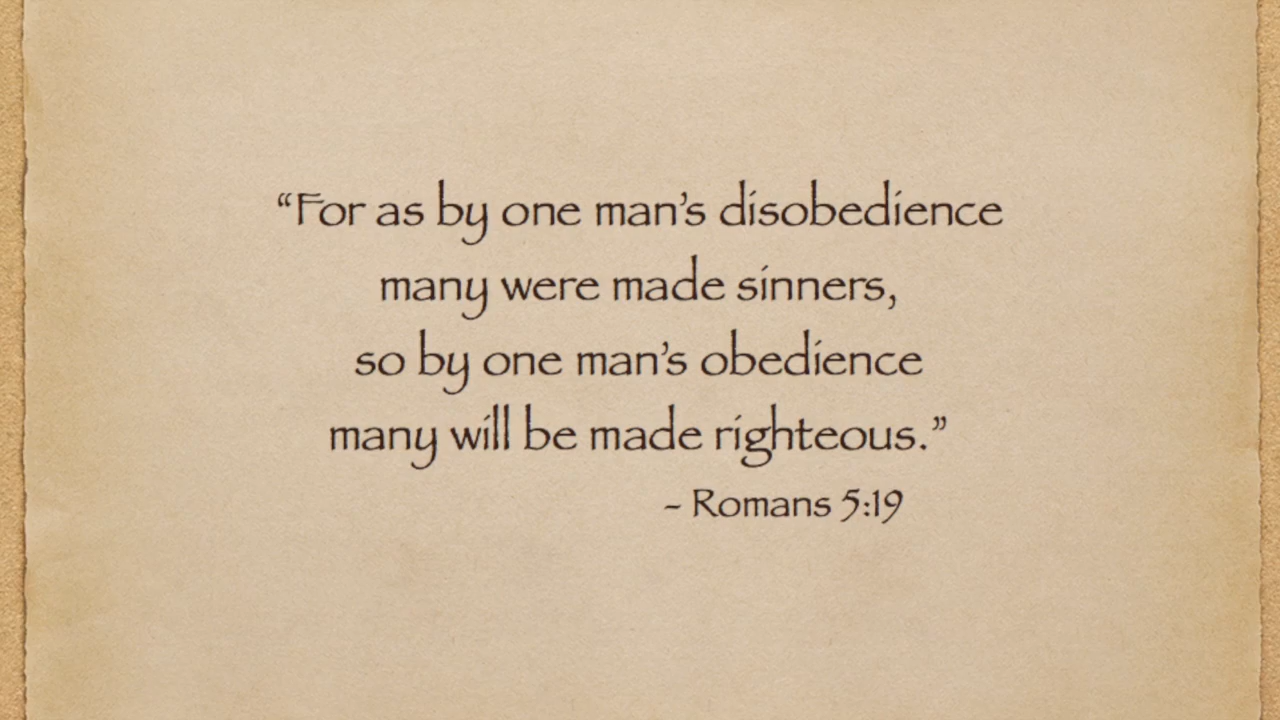 “For as by one man’s disobedience
many were made sinners,
so by one man’s obedience
many will be made righteous.”
– Romans 5:19